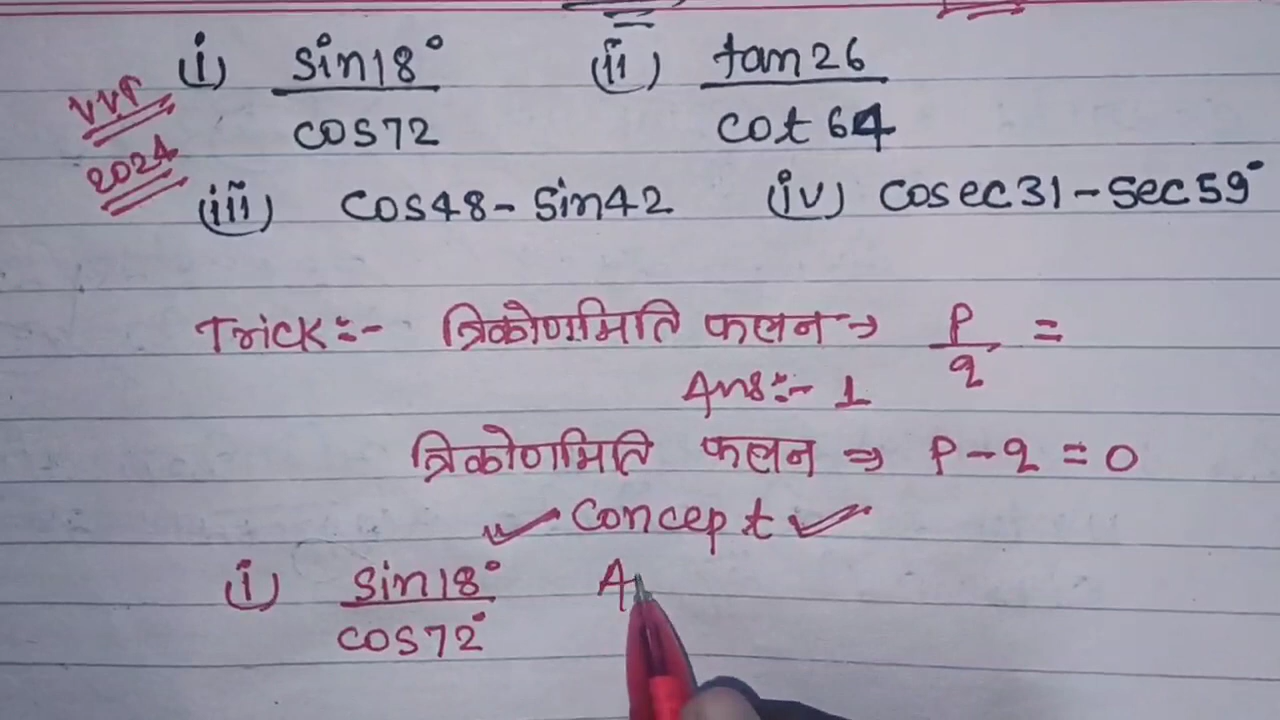 (i) sin18° (ii) tan26
cos72 cot64
VVI
2024
(iii) cos48-sin42 (iv) cosec31-sec59°
Trick:- त्रिकोणमिति फलन → P/q =
Ans:- 1
त्रिकोणमिति फलन ⇒ P-q=0
✓ Concept ✓
(i) sin18° A
cos72°